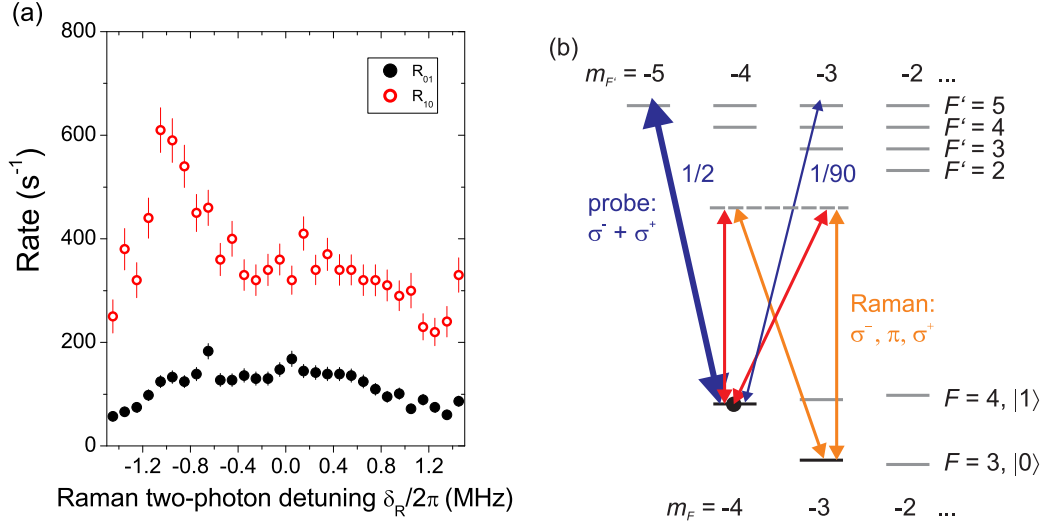 (a)
800
600
400
200
0
Rate (s⁻¹)
R₀₁
R₁₀
-1.2 -0.8 -0.4 0.0 0.4 0.8 1.2
Raman two-photon detuning δ_R/2π (MHz)
(b)
m_F' = -5 -4 -3 -2 ...
F' = 5
F' = 4
F' = 3
F' = 2
1/2
1/90
probe:
σ⁻ + σ⁺
Raman:
σ⁻, π, σ⁺
F = 4, |1⟩
F = 3, |0⟩
m_F = -4 -3 -2 ...